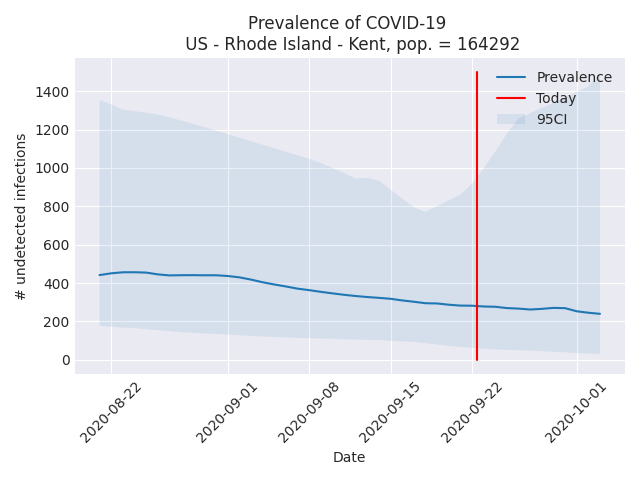 Prevalence of COVID-19
US - Rhode Island - Kent, pop. = 164292
Prevalence
Today
95CI
# undetected infections
1400
1200
1000
800
600
400
200
0
2020-08-22
2020-09-01
2020-09-08
2020-09-15
2020-09-22
2020-10-01
Date